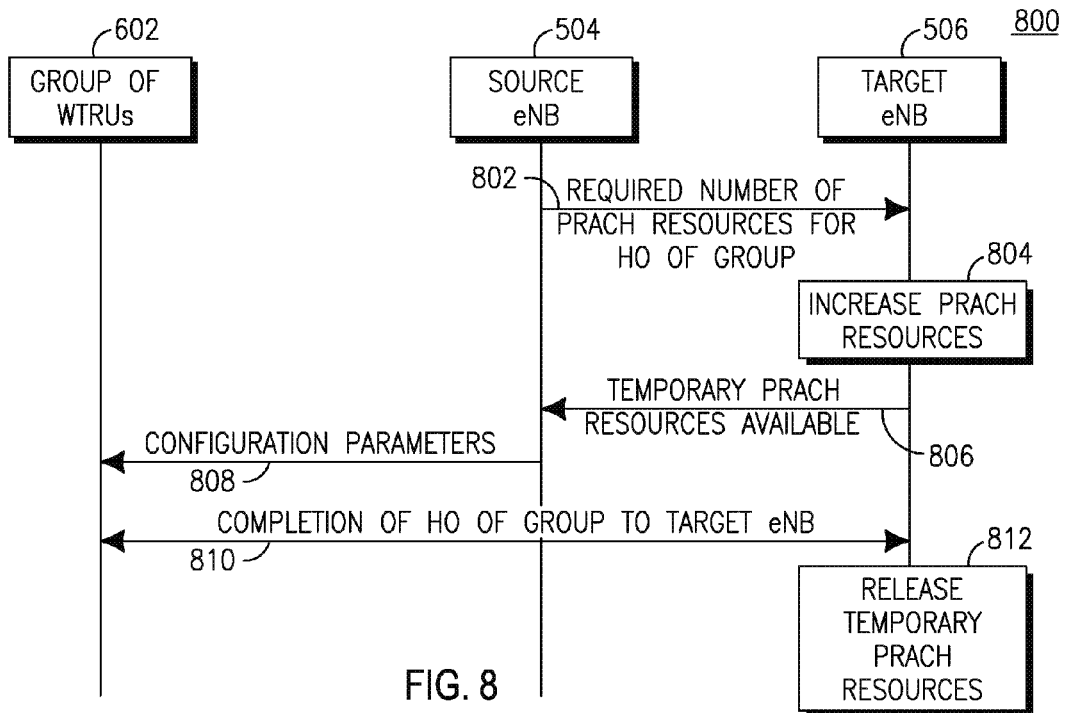 602
504
506
800
GROUP OF
WTRUs
SOURCE
eNB
TARGET
eNB
802
REQUIRED NUMBER OF
PRACH RESOURCES FOR
HO OF GROUP
804
INCREASE PRACH
RESOURCES
TEMPORARY PRACH
RESOURCES AVAILABLE
806
CONFIGURATION PARAMETERS
808
COMPLETION OF HO OF GROUP TO TARGET eNB
810
812
RELEASE
TEMPORARY
PRACH
RESOURCES
FIG. 8